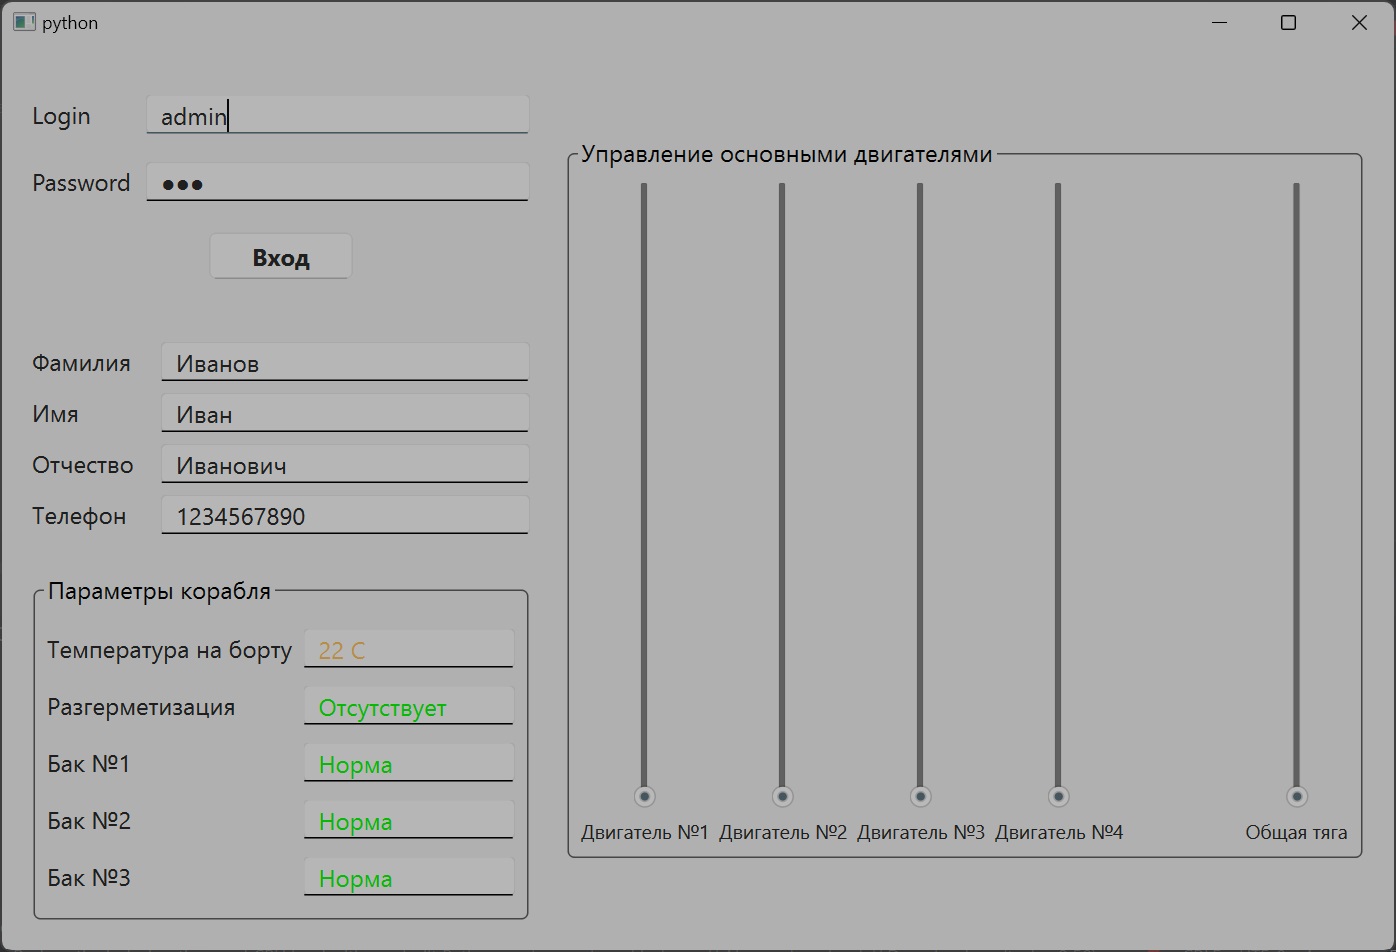 python
Login
admin
Password
●●●
Вход
Фамилия
Иванов
Имя
Иван
Отчество
Иванович
Телефон
1234567890
Параметры корабля
Температура на борту
22 C
Разгерметизация
Отсутствует
Бак №1
Норма
Бак №2
Норма
Бак №3
Норма
Управление основными двигателями
Двигатель №1 Двигатель №2 Двигатель №3 Двигатель №4 Общая тяга